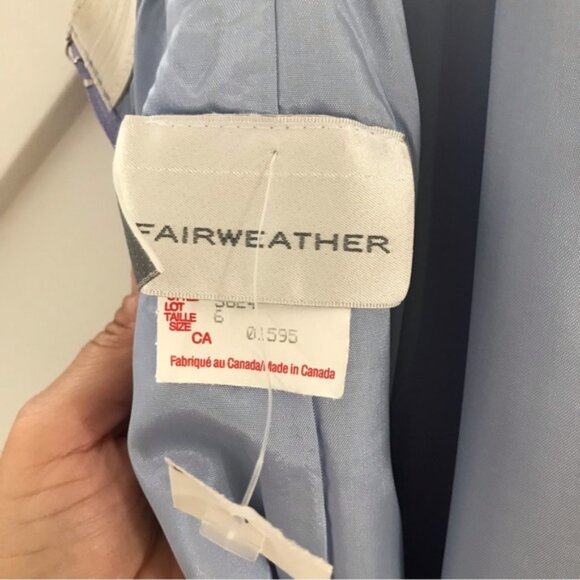 FAIRWEATHER
LOT
TAILLE 6
SIZE
CA 01595
Fabriqué au Canada/Made in Canada